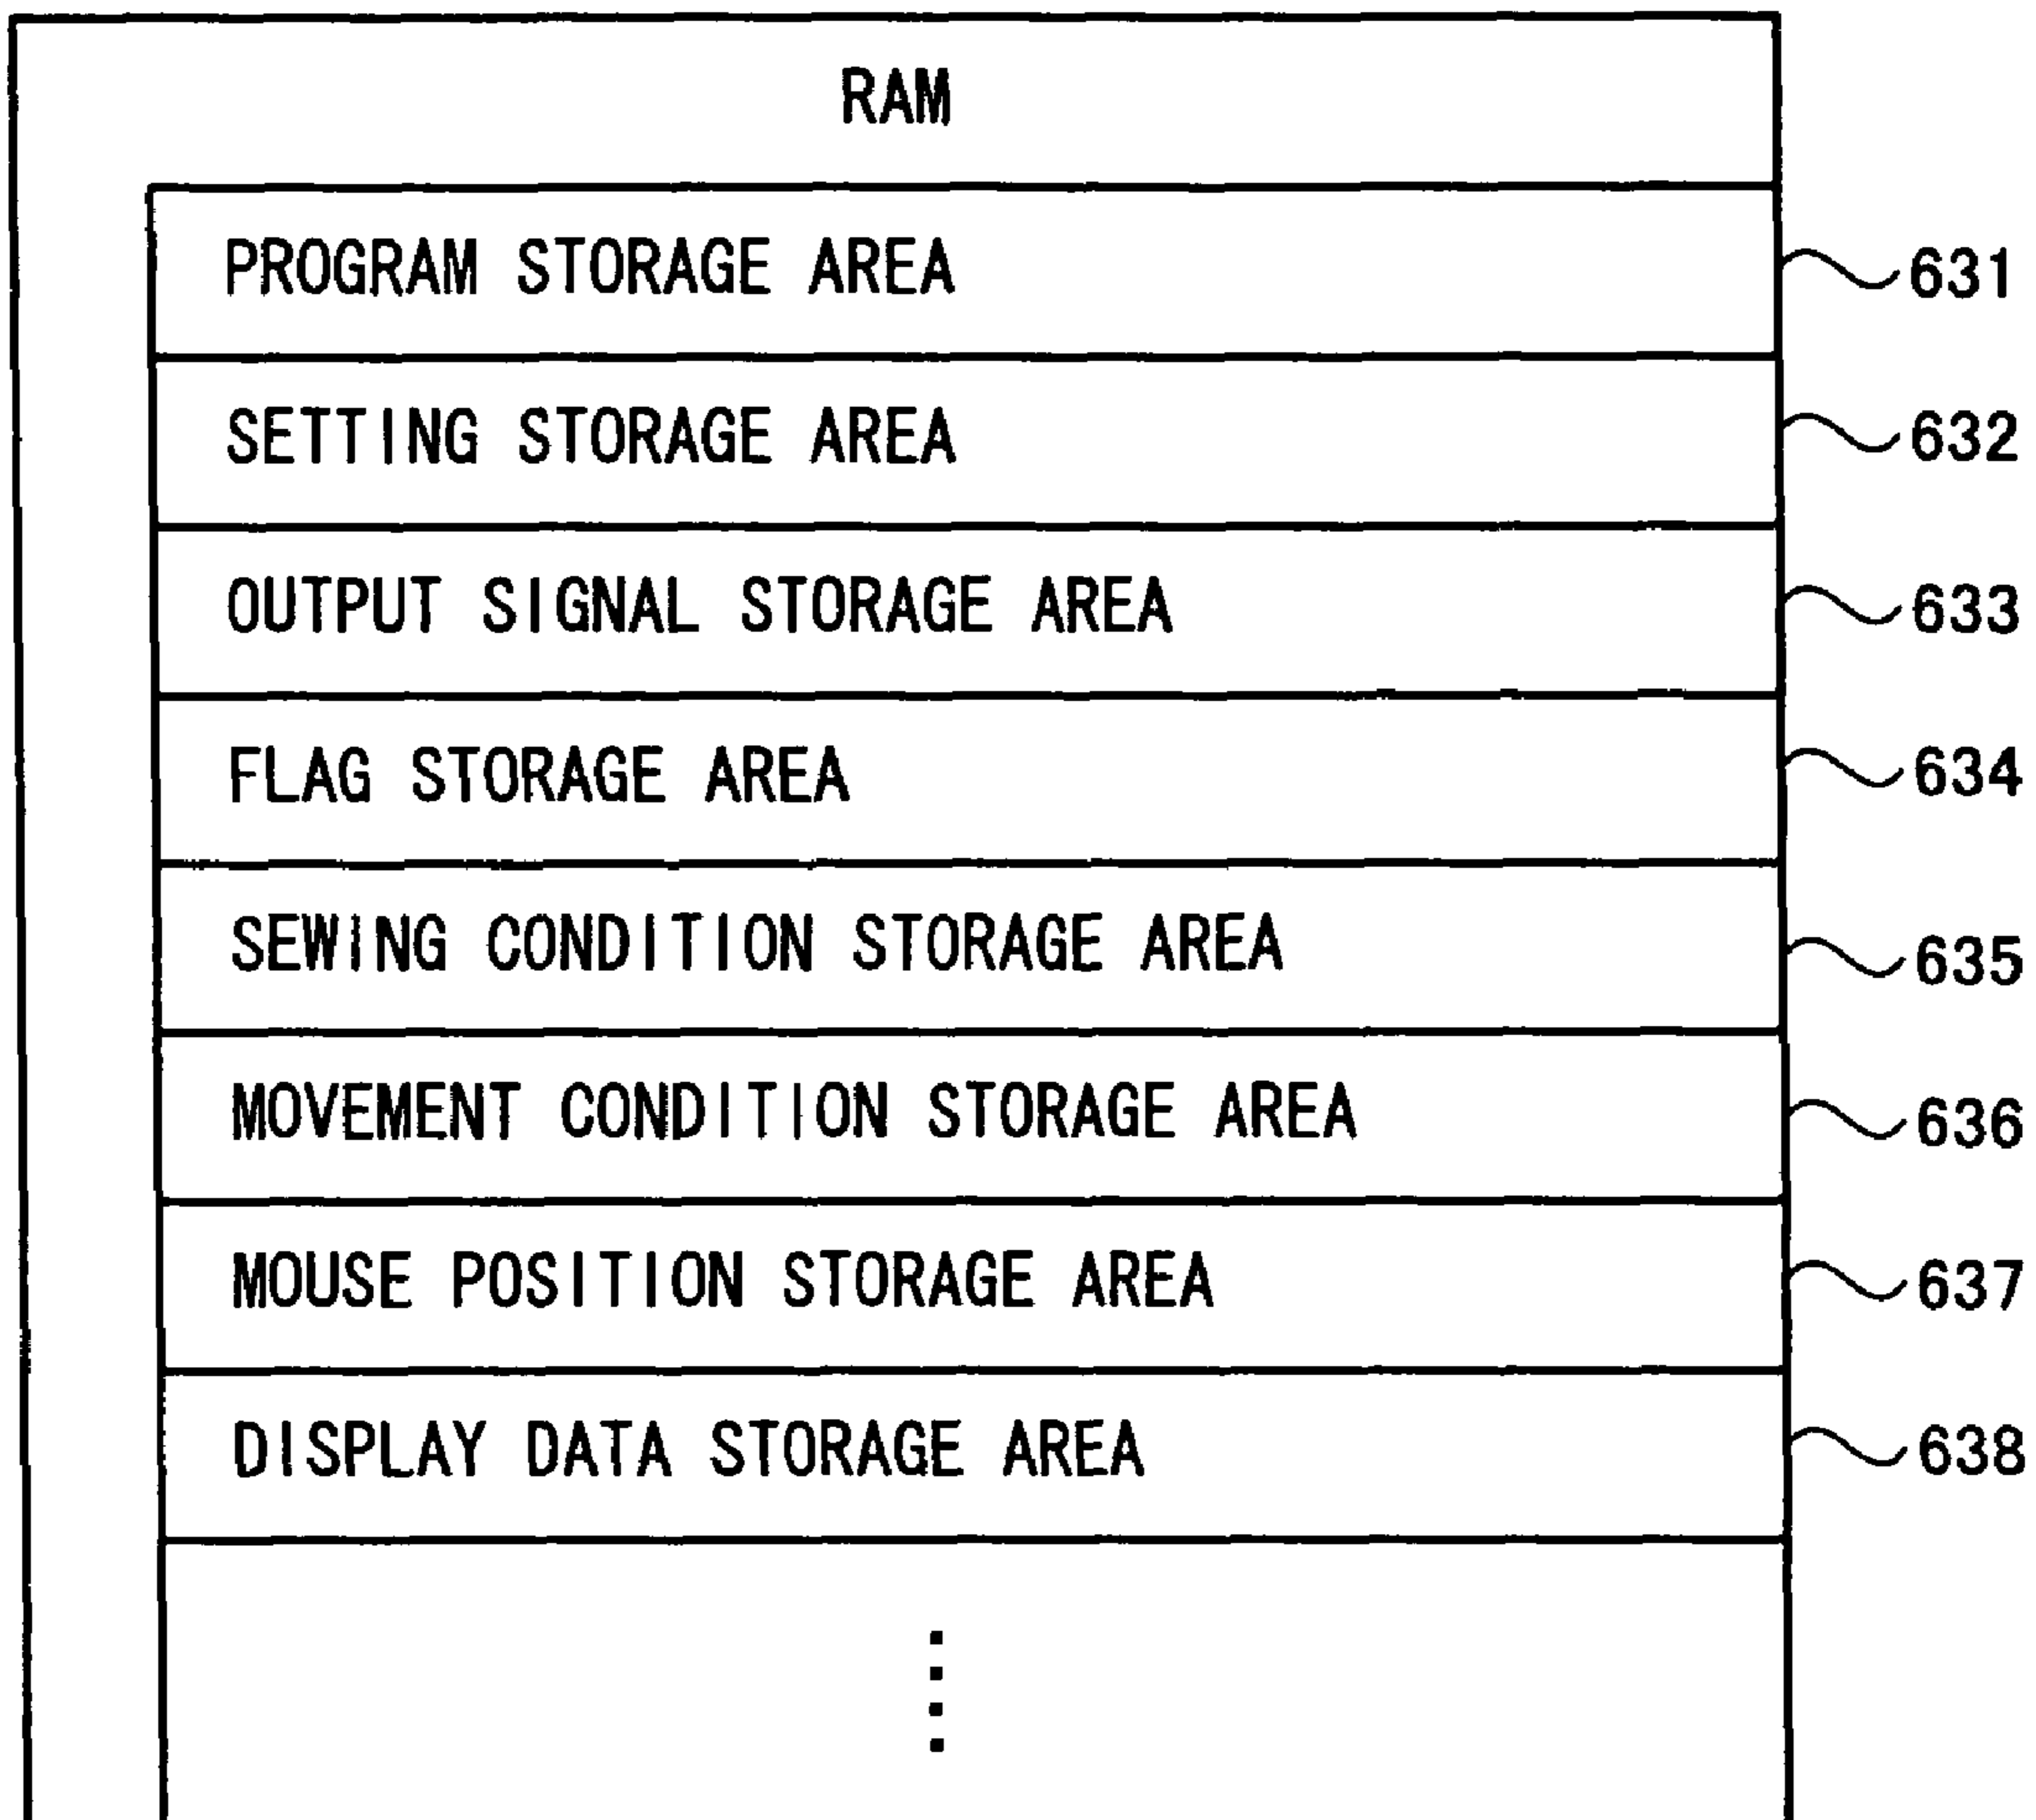 RAM
PROGRAM STORAGE AREA 631
SETTING STORAGE AREA 632
OUTPUT SIGNAL STORAGE AREA 633
FLAG STORAGE AREA 634
SEWING CONDITION STORAGE AREA 635
MOVEMENT CONDITION STORAGE AREA 636
MOUSE POSITION STORAGE AREA 637
DISPLAY DATA STORAGE AREA 638